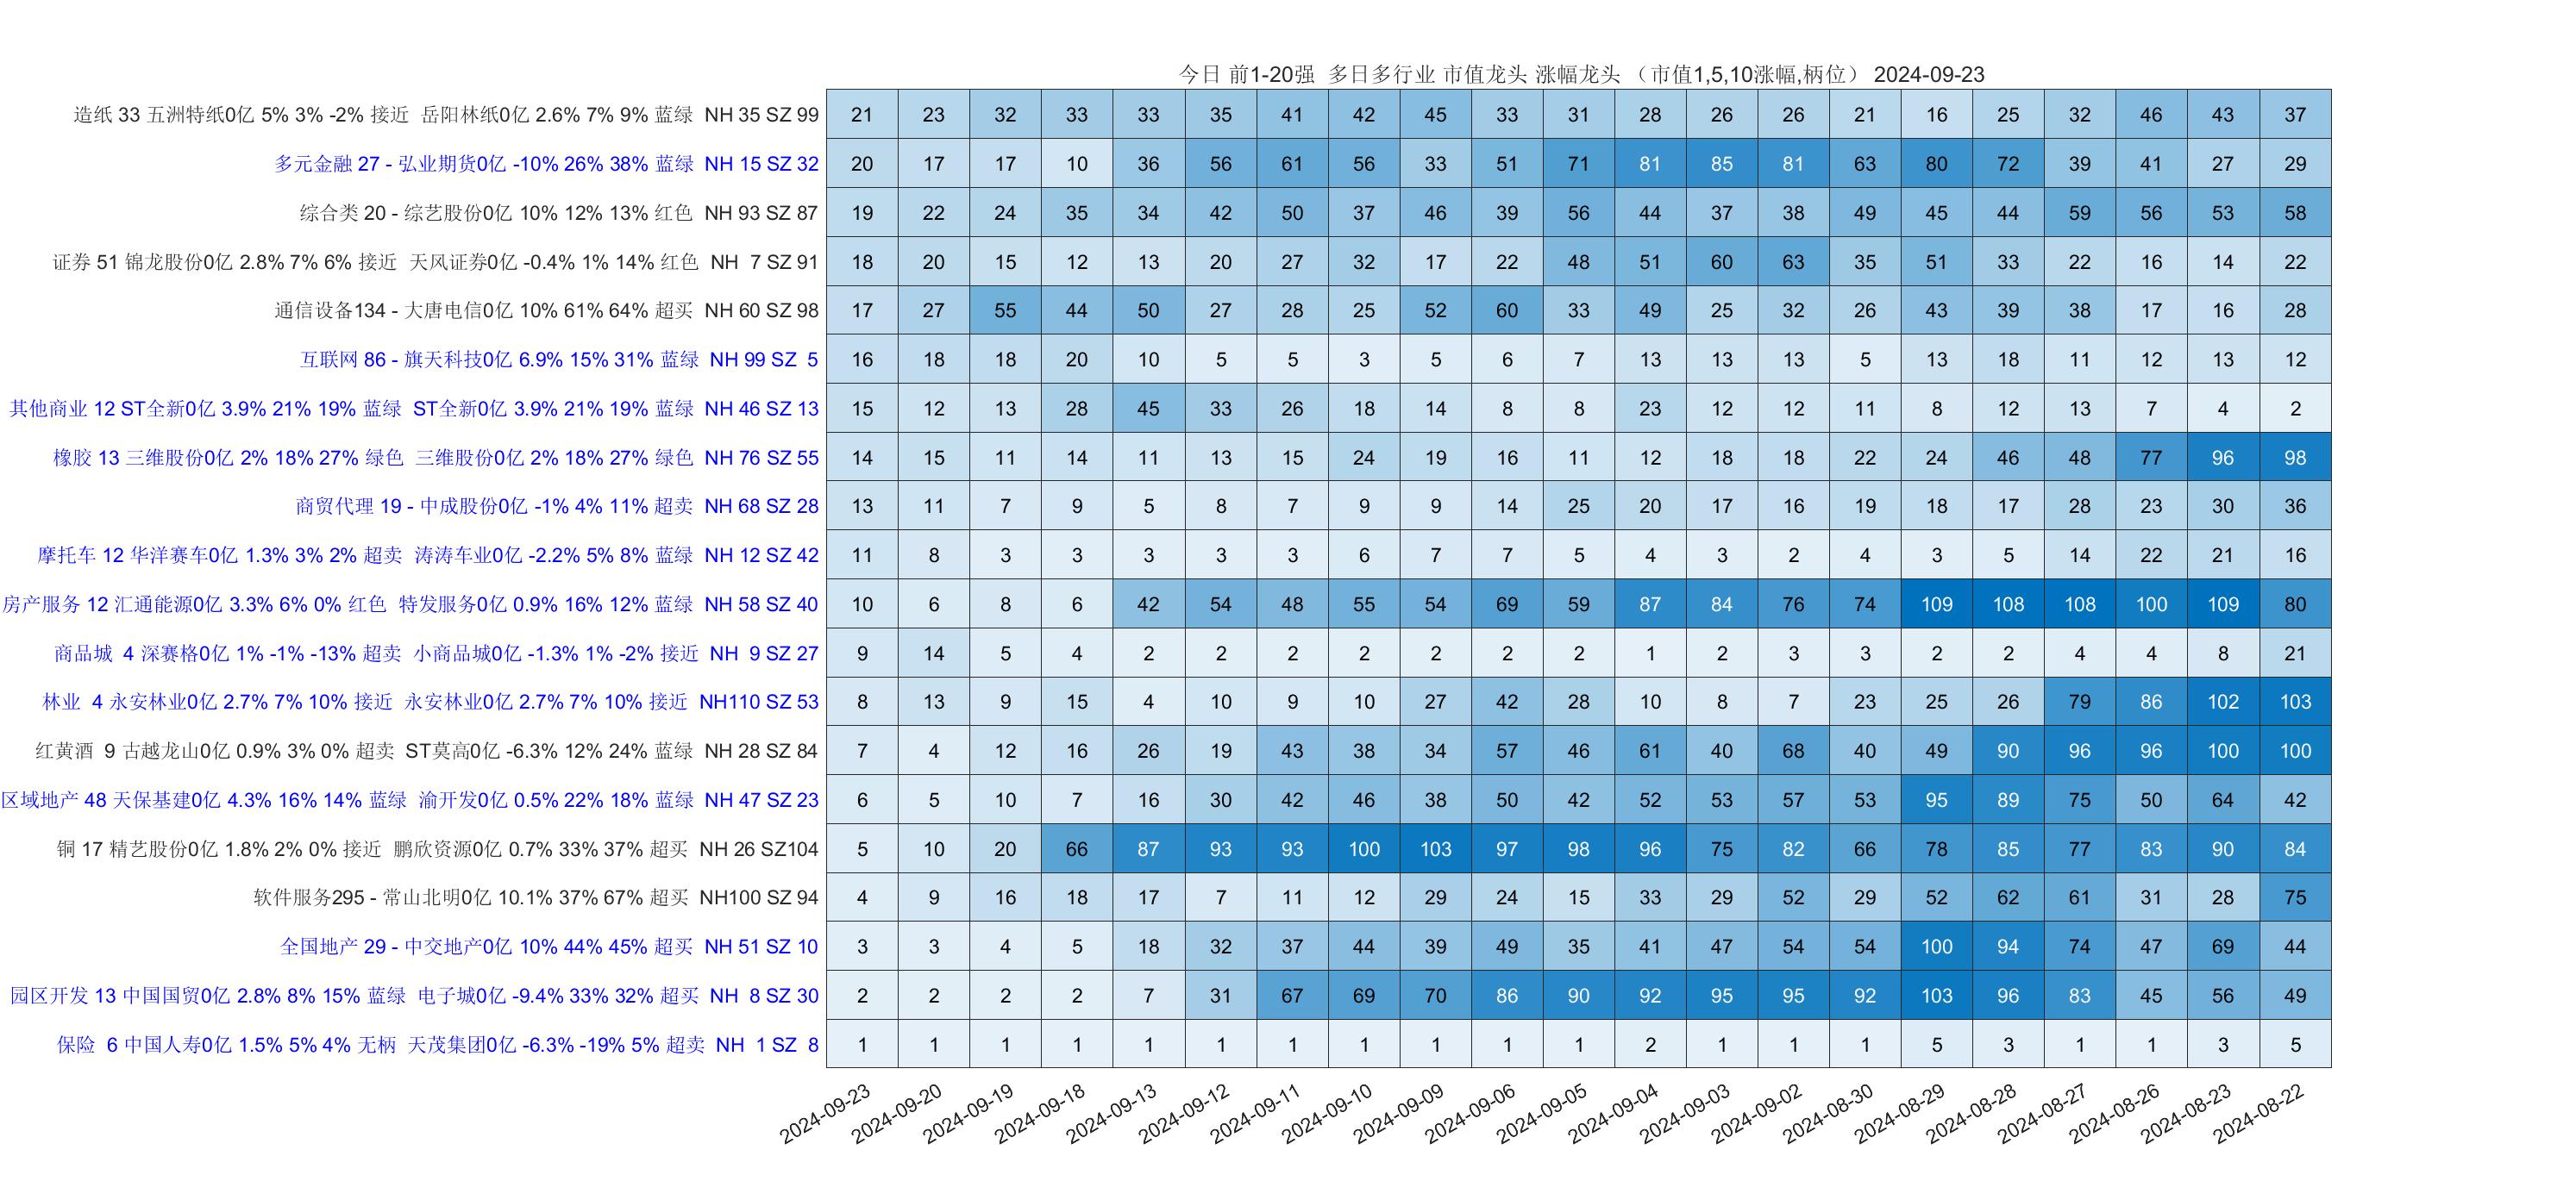 今日 前1-20强 多日多行业 市值龙头 涨幅龙头 （市值1,5,10涨幅,柄位） 2024-09-23
造纸 33 五洲特纸0亿 5% 3% -2% 接近 岳阳林纸0亿 2.6% 7% 9% 蓝绿 NH 35 SZ 99 21 23 32 33 33 35 41 42 45 33 31 28 26 26 21 16 25 32 46 43 37
多元金融 27 - 弘业期货0亿 -10% 26% 38% 蓝绿 NH 15 SZ 32 20 17 17 10 36 56 61 56 33 51 71 81 85 81 63 80 72 39 41 27 29
综合类 20 - 综艺股份0亿 10% 12% 13% 红色 NH 93 SZ 87 19 22 24 35 34 42 50 37 46 39 56 44 37 38 49 45 44 59 56 53 58
证券 51 锦龙股份0亿 2.8% 7% 6% 接近 天风证券0亿 -0.4% 1% 14% 红色 NH 7 SZ 91 18 20 15 12 13 20 27 32 17 22 48 51 60 63 35 51 33 22 16 14 22
通信设备134 - 大唐电信0亿 10% 61% 64% 超买 NH 60 SZ 98 17 27 55 44 50 27 28 25 52 60 33 49 25 32 26 43 39 38 17 16 28
互联网 86 - 旗天科技0亿 6.9% 15% 31% 蓝绿 NH 99 SZ 5 16 18 18 20 10 5 5 3 5 6 7 13 13 13 5 13 18 11 12 13 12
其他商业 12 ST全新0亿 3.9% 21% 19% 蓝绿 ST全新0亿 3.9% 21% 19% 蓝绿 NH 46 SZ 13 15 12 13 28 45 33 26 18 14 8 8 23 12 12 11 8 12 13 7 4 2
橡胶 13 三维股份0亿 2% 18% 27% 绿色 三维股份0亿 2% 18% 27% 绿色 NH 76 SZ 55 14 15 11 14 11 13 15 24 19 16 11 12 18 18 22 24 46 48 77 96 98
商贸代理 19 - 中成股份0亿 -1% 4% 11% 超卖 NH 68 SZ 28 13 11 7 9 5 8 7 9 9 14 25 20 17 16 19 18 17 28 23 30 36
摩托车 12 华洋赛车0亿 1.3% 3% 2% 超卖 涛涛车业0亿 -2.2% 5% 8% 蓝绿 NH 12 SZ 42 11 8 3 3 3 3 3 6 7 7 5 4 3 2 4 3 5 14 22 21 16
房产服务 12 汇通能源0亿 3.3% 6% 0% 红色 特发服务0亿 0.9% 16% 12% 蓝绿 NH 58 SZ 40 10 6 8 6 42 54 48 55 54 69 59 87 84 76 74 109 108 108 100 109 80
商品城 4 深赛格0亿 1% -1% -13% 超卖 小商品城0亿 -1.3% 1% -2% 接近 NH 9 SZ 27 9 14 5 4 2 2 2 2 2 2 2 1 2 3 3 2 2 4 4 8 21
林业 4 永安林业0亿 2.7% 7% 10% 接近 永安林业0亿 2.7% 7% 10% 接近 NH110 SZ 53 8 13 9 15 4 10 9 10 27 42 28 10 8 7 23 25 26 79 86 102 103
红黄酒 9 古越龙山0亿 0.9% 3% 0% 超卖 ST莫高0亿 -6.3% 12% 24% 蓝绿 NH 28 SZ 84 7 4 12 16 26 19 43 38 34 57 46 61 40 68 40 49 90 96 96 100 100
区域地产 48 天保基建0亿 4.3% 16% 14% 蓝绿 渝开发0亿 0.5% 22% 18% 蓝绿 NH 47 SZ 23 6 5 10 7 16 30 42 46 38 50 42 52 53 57 53 95 89 75 50 64 42
铜 17 精艺股份0亿 1.8% 2% 0% 接近 鹏欣资源0亿 0.7% 33% 37% 超买 NH 26 SZ104 5 10 20 66 87 93 93 100 103 97 98 96 75 82 66 78 85 77 83 90 84
软件服务295 - 常山北明0亿 10.1% 37% 67% 超买 NH100 SZ 94 4 9 16 18 17 7 11 12 29 24 15 33 29 52 29 52 62 61 31 28 75
全国地产 29 - 中交地产0亿 10% 44% 45% 超买 NH 51 SZ 10 3 3 4 5 18 32 37 44 39 49 35 41 47 54 54 100 94 74 47 69 44
园区开发 13 中国国贸0亿 2.8% 8% 15% 蓝绿 电子城0亿 -9.4% 33% 32% 超买 NH 8 SZ 30 2 2 2 2 7 31 67 69 70 86 90 92 95 95 92 103 96 83 45 56 49
保险 6 中国人寿0亿 1.5% 5% 4% 无柄 天茂集团0亿 -6.3% -19% 5% 超卖 NH 1 SZ 8 1 1 1 1 1 1 1 1 1 1 1 2 1 1 1 5 3 1 1 3 5
2024-09-23 2024-09-20 2024-09-19 2024-09-18 2024-09-13 2024-09-12 2024-09-11 2024-09-10 2024-09-09 2024-09-06 2024-09-05 2024-09-04 2024-09-03 2024-09-02 2024-08-30 2024-08-29 2024-08-28 2024-08-27 2024-08-26 2024-08-23 2024-08-22